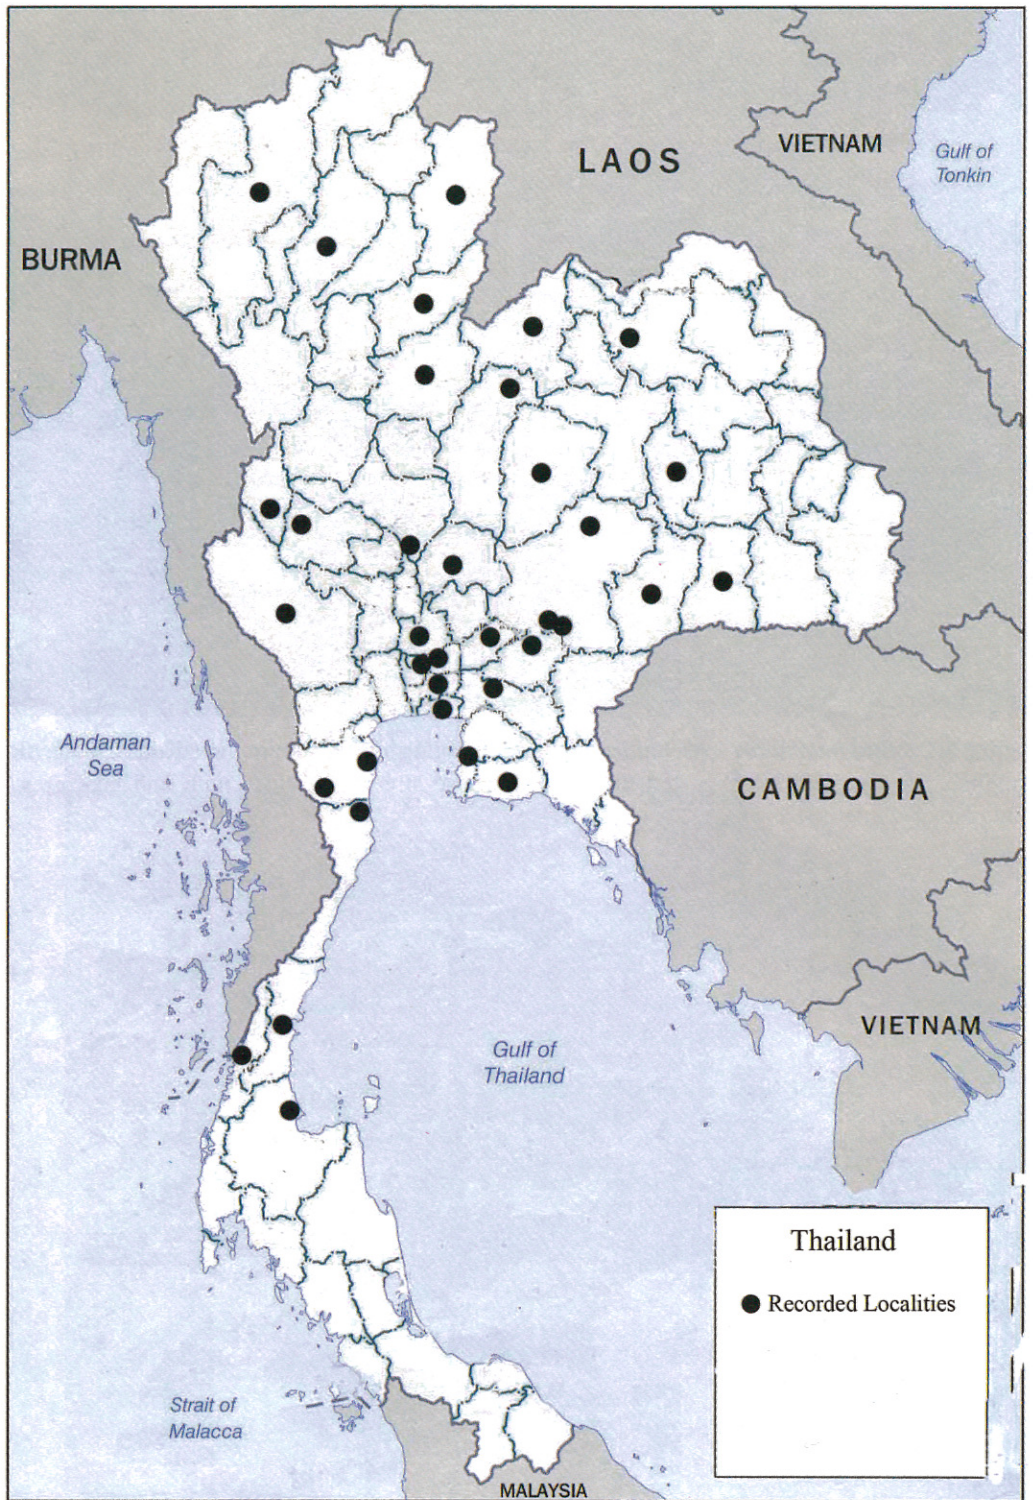 VIETNAM
LAOS
Gulf of
Tonkin
BURMA
Andaman
Sea
CAMBODIA
VIETNAM
Gulf of
Thailand
Thailand
Recorded Localities
Strait of
Malacca
MALAYSIA